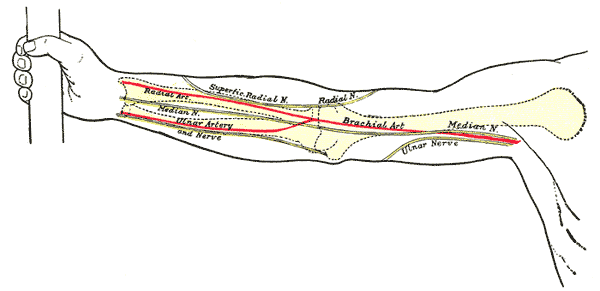 Superfic. Radial N.
Radial N.
Radial Art.
Median N.
Ulnar Artery
and Nerve
Brachial Art
Median N.
Ulnar Nerve